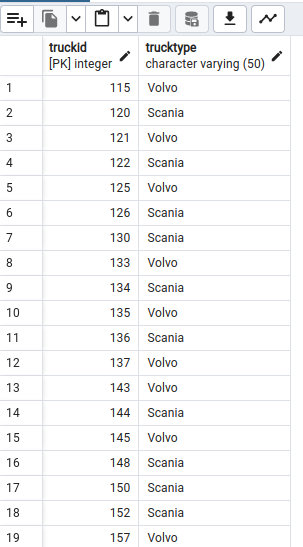 truckid trucktype
[PK] integer character varying (50)
1 115 Volvo
2 120 Scania
3 121 Volvo
4 122 Scania
5 125 Volvo
6 126 Scania
7 130 Scania
8 133 Volvo
9 134 Scania
10 135 Volvo
11 136 Scania
12 137 Volvo
13 143 Volvo
14 144 Scania
15 145 Volvo
16 148 Scania
17 150 Scania
18 152 Scania
19 157 Volvo